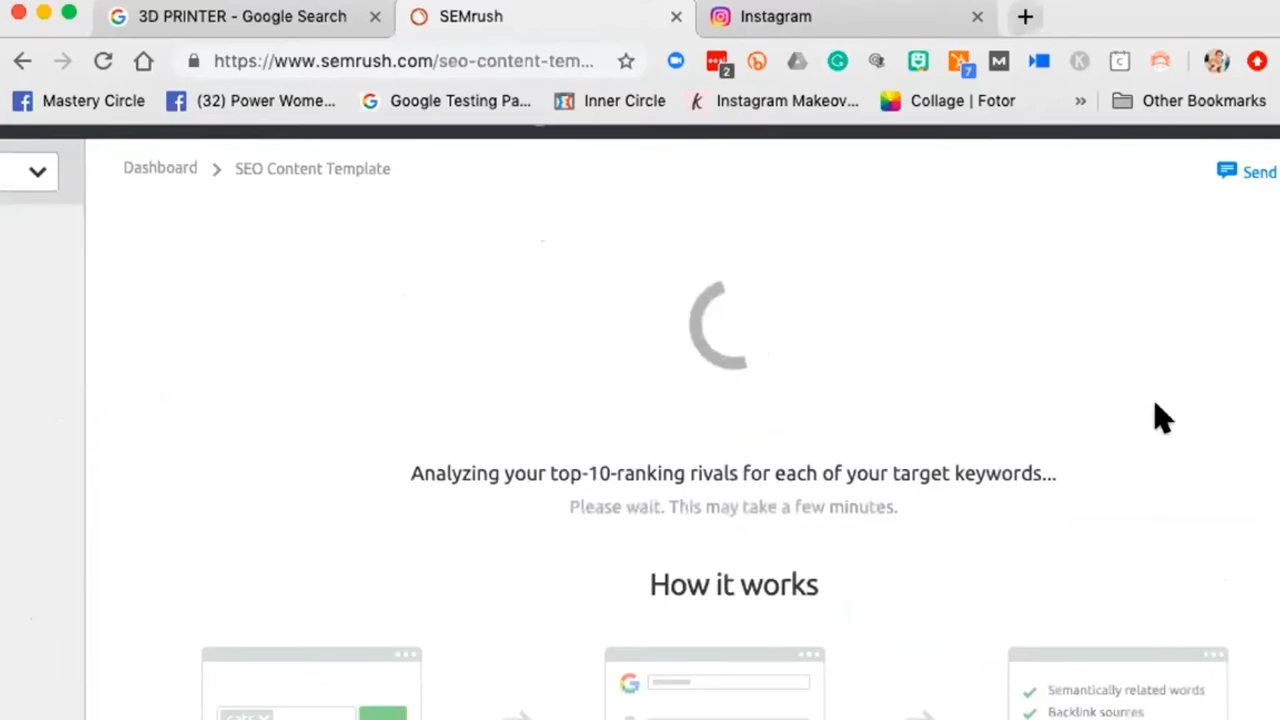 3D PRINTER - Google Search
SEMrush
Instagram
https://www.semrush.com/seo-content-tem...
2
7
M
K
C
Mastery Circle
(32) Power Wome...
Google Testing Pa...
Inner Circle
Instagram Makeov...
Collage | Fotor
»
Other Bookmarks
Dashboard
SEO Content Template
Send
Analyzing your top-10-ranking rivals for each of your target keywords...
Please wait. This may take a few minutes.
How it works
cats
Semantically related words
Backlink sources